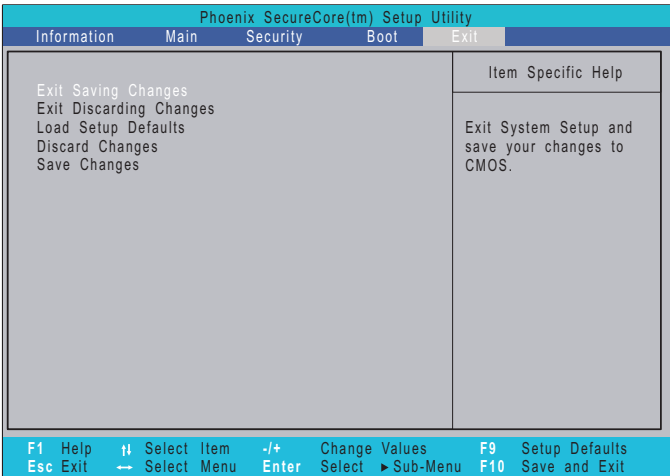 Phoenix SecureCore(tm) Setup Utility
Information Main Security Boot Exit
Exit Saving Changes
Exit Discarding Changes
Load Setup Defaults
Discard Changes
Save Changes
Item Specific Help
Exit System Setup and
save your changes to
CMOS.
F1 Help ↑↓ Select Item -/+ Change Values F9 Setup Defaults
Esc Exit ↔ Select Menu Enter Select ▶ Sub-Menu F10 Save and Exit